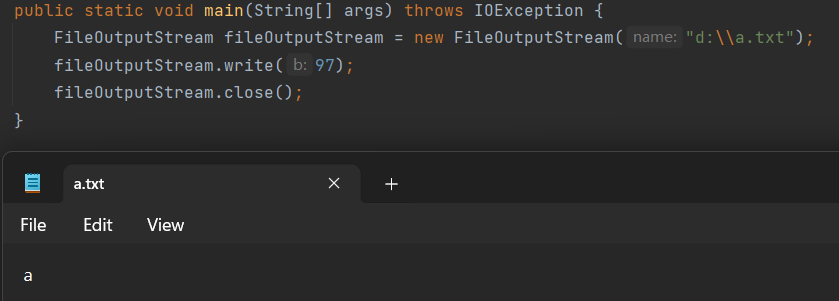 public static void main(String[] args) throws IOException {
FileOutputStream fileOutputStream = new FileOutputStream( name: "d:\\a.txt");
fileOutputStream.write( b: 97);
fileOutputStream.close();
}
a.txt
File Edit View
a